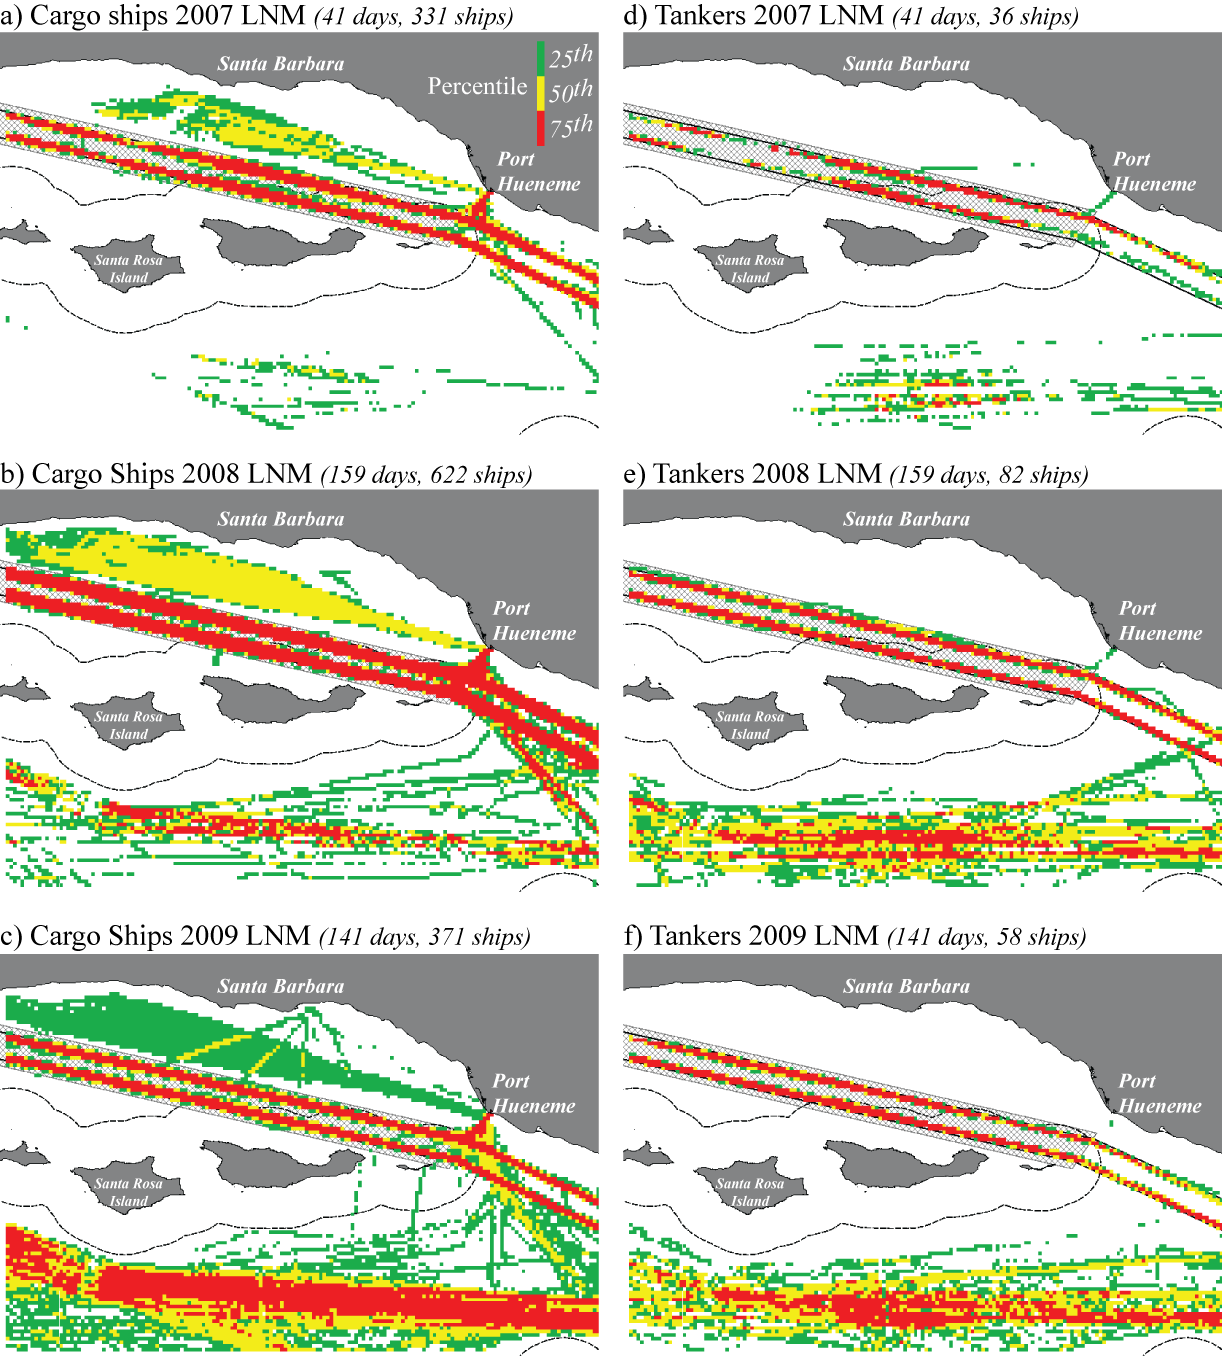 a) Cargo ships 2007 LNM (41 days, 331 ships)
Santa Barbara
Percentile
25th
50th
75th
Port
Hueneme
Santa Rosa
Island
d) Tankers 2007 LNM (41 days, 36 ships)
Santa Barbara
Port
Hueneme
Santa Rosa
Island
b) Cargo Ships 2008 LNM (159 days, 622 ships)
Santa Barbara
Port
Hueneme
Santa Rosa
Island
e) Tankers 2008 LNM (159 days, 82 ships)
Santa Barbara
Port
Hueneme
Santa Rosa
Island
c) Cargo Ships 2009 LNM (141 days, 371 ships)
Santa Barbara
Port
Hueneme
Santa Rosa
Island
f) Tankers 2009 LNM (141 days, 58 ships)
Santa Barbara
Port
Hueneme
Santa Rosa
Island